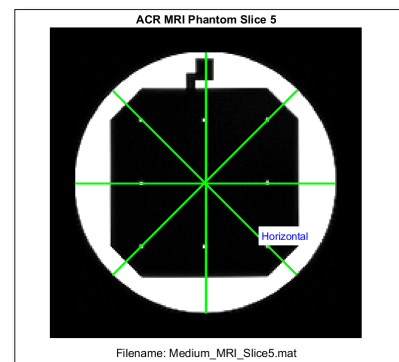 ACR MRI Phantom Slice 5
Horizontal
Filename: Medium_MRI_Slice5.mat